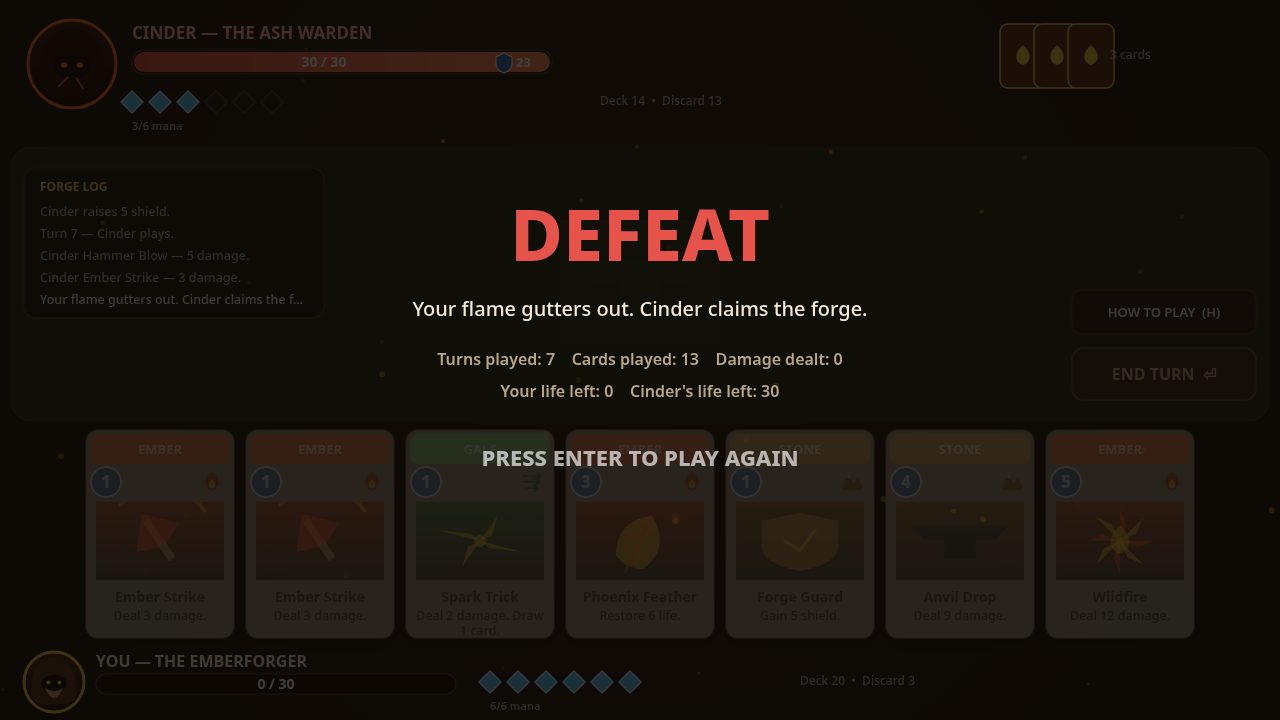 CINDER — THE ASH WARDEN
30 / 30
23
3 cards
Deck 14 • Discard 13
3/6 mana
FORGE LOG
Cinder raises 5 shield.
Turn 7 — Cinder plays.
Cinder Hammer Blow — 5 damage.
Cinder Ember Strike — 3 damage.
Your flame gutters out. Cinder claims the f...
DEFEAT
Your flame gutters out. Cinder claims the forge.
Turns played: 7 Cards played: 13 Damage dealt: 0
Your life left: 0 Cinder's life left: 30
HOW TO PLAY (H)
END TURN ⏎
PRESS ENTER TO PLAY AGAIN
EMBER
1
Ember Strike
Deal 3 damage.
EMBER
1
Ember Strike
Deal 3 damage.
GALE
1
Spark Trick
Deal 2 damage. Draw
1 card.
EMBER
3
Phoenix Feather
Restore 6 life.
STONE
1
Forge Guard
Gain 5 shield.
STONE
4
Anvil Drop
Deal 9 damage.
EMBER
5
Wildfire
Deal 12 damage.
YOU — THE EMBERFORGER
0 / 30
6/6 mana
Deck 20 • Discard 3